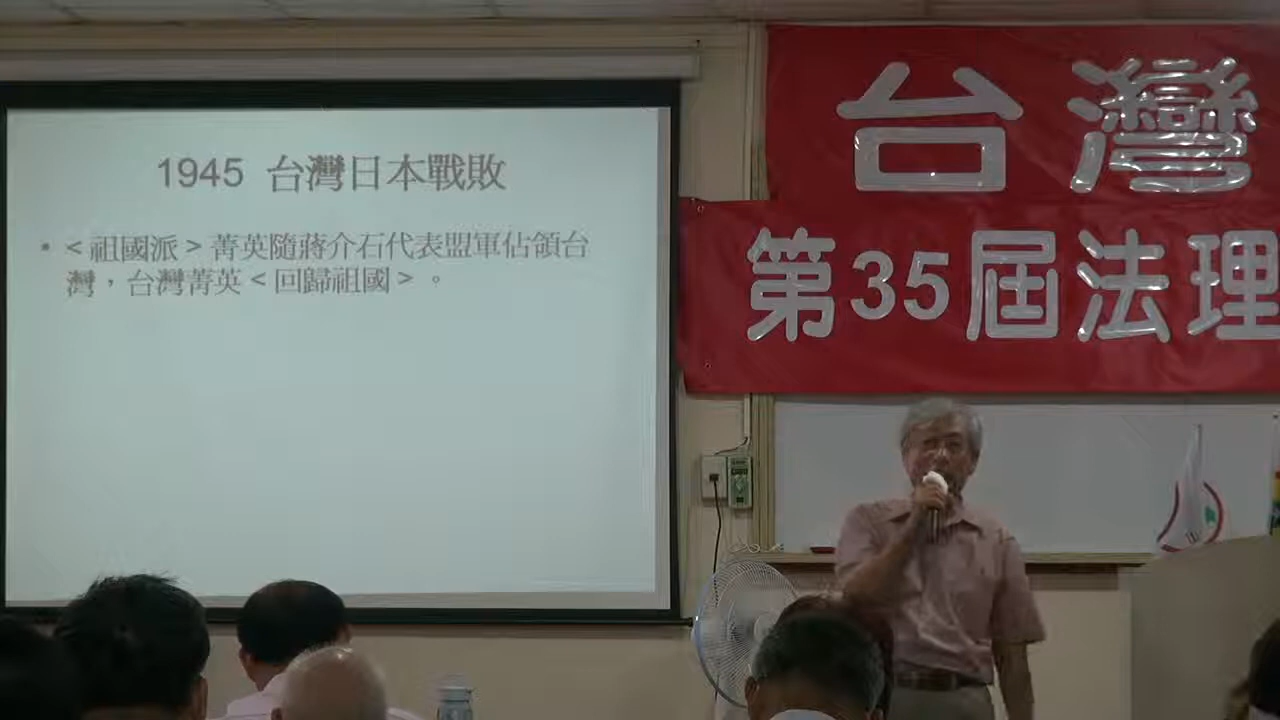 1945 台灣日本戰敗
• <祖國派>菁英隨蔣介石代表盟軍佔領台
灣，台灣菁英<回歸祖國>。
台灣
第35屆法理